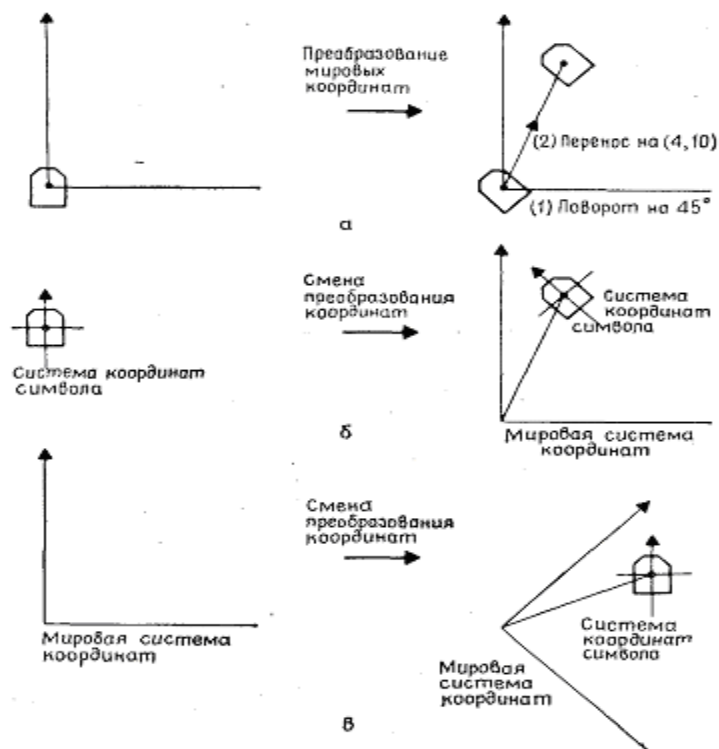 Преобразование
мировых
координат
(2) Перенос на (4,10)
(1) Поворот на 45°
а
Смена
преобразования
координат
Система
координат
символа
Система координат
символа
Мировая система
координат
б
Смена
преобразования
координат
Мировая система
координат
Система
координат
символа
Мировая
система
координат
в